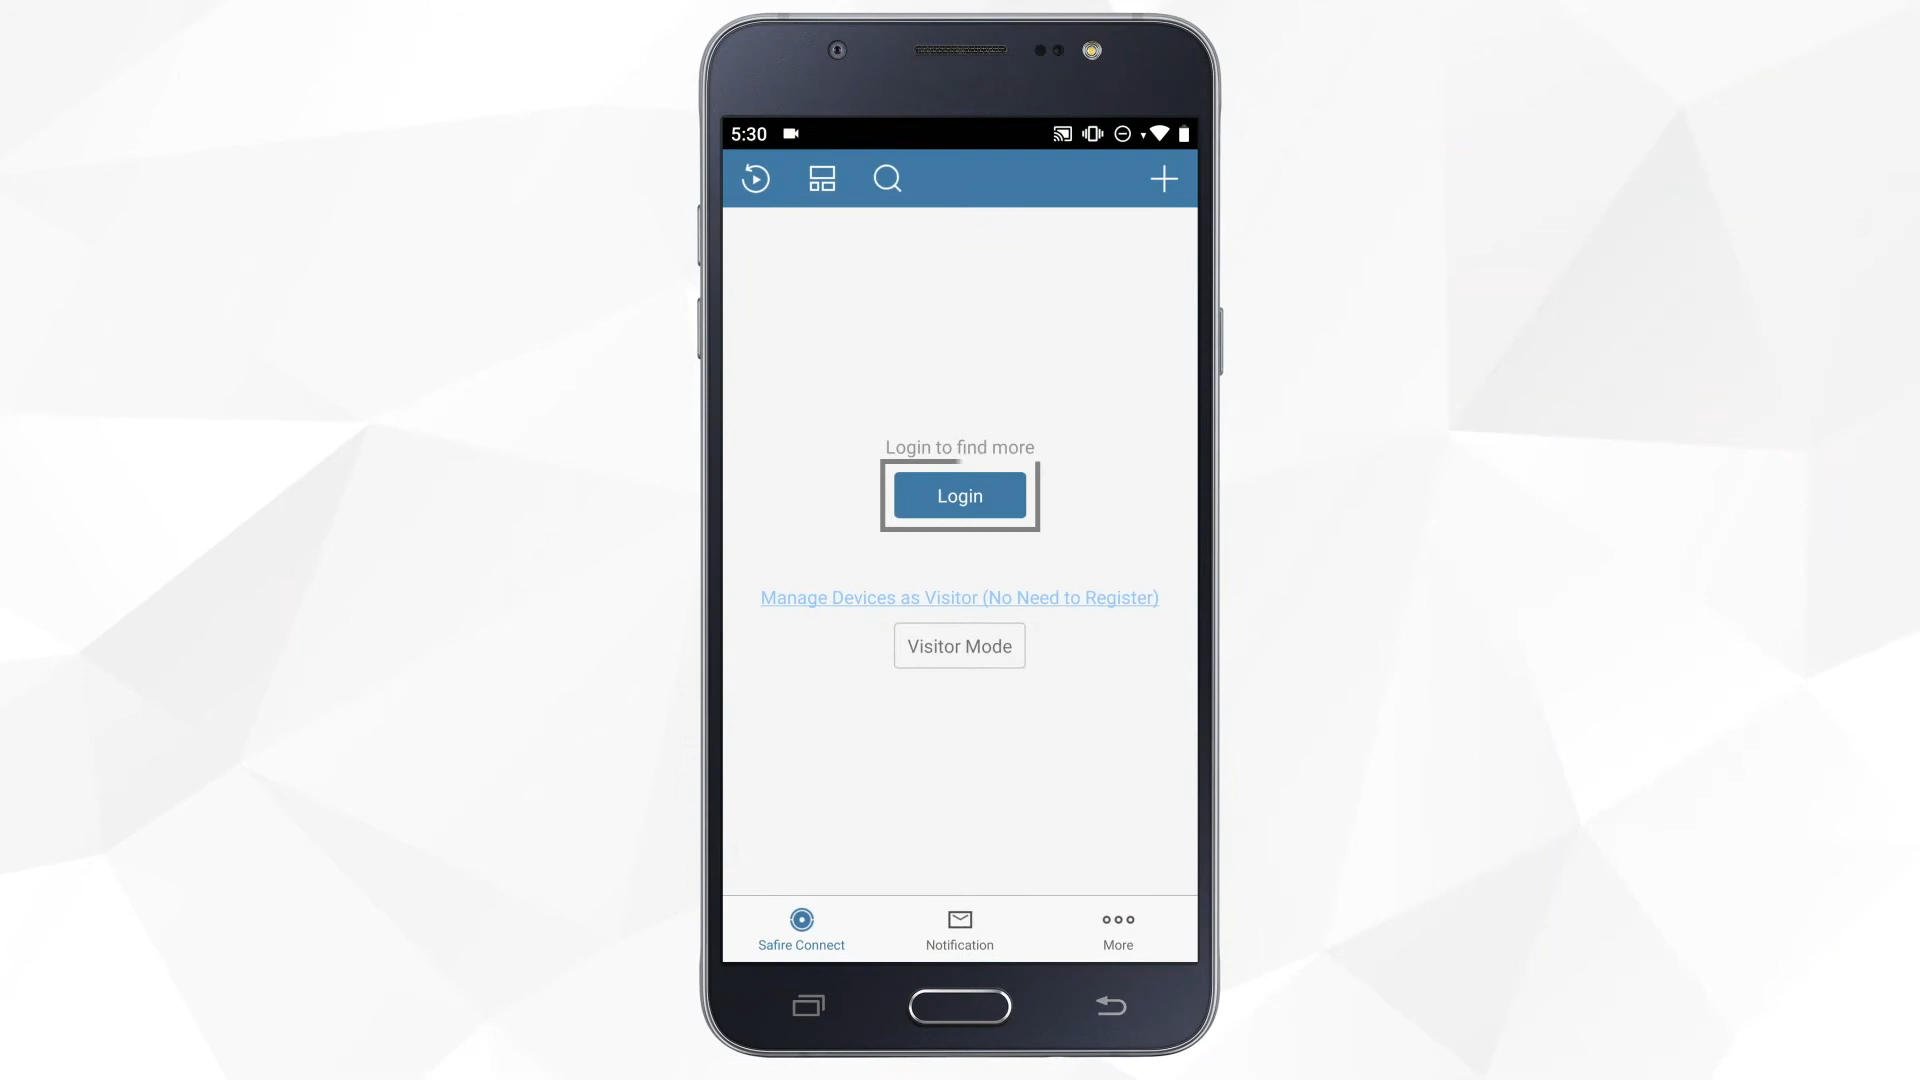 5:30
Login to find more
Login
Manage Devices as Visitor (No Need to Register)
Visitor Mode
Safire Connect
Notification
More